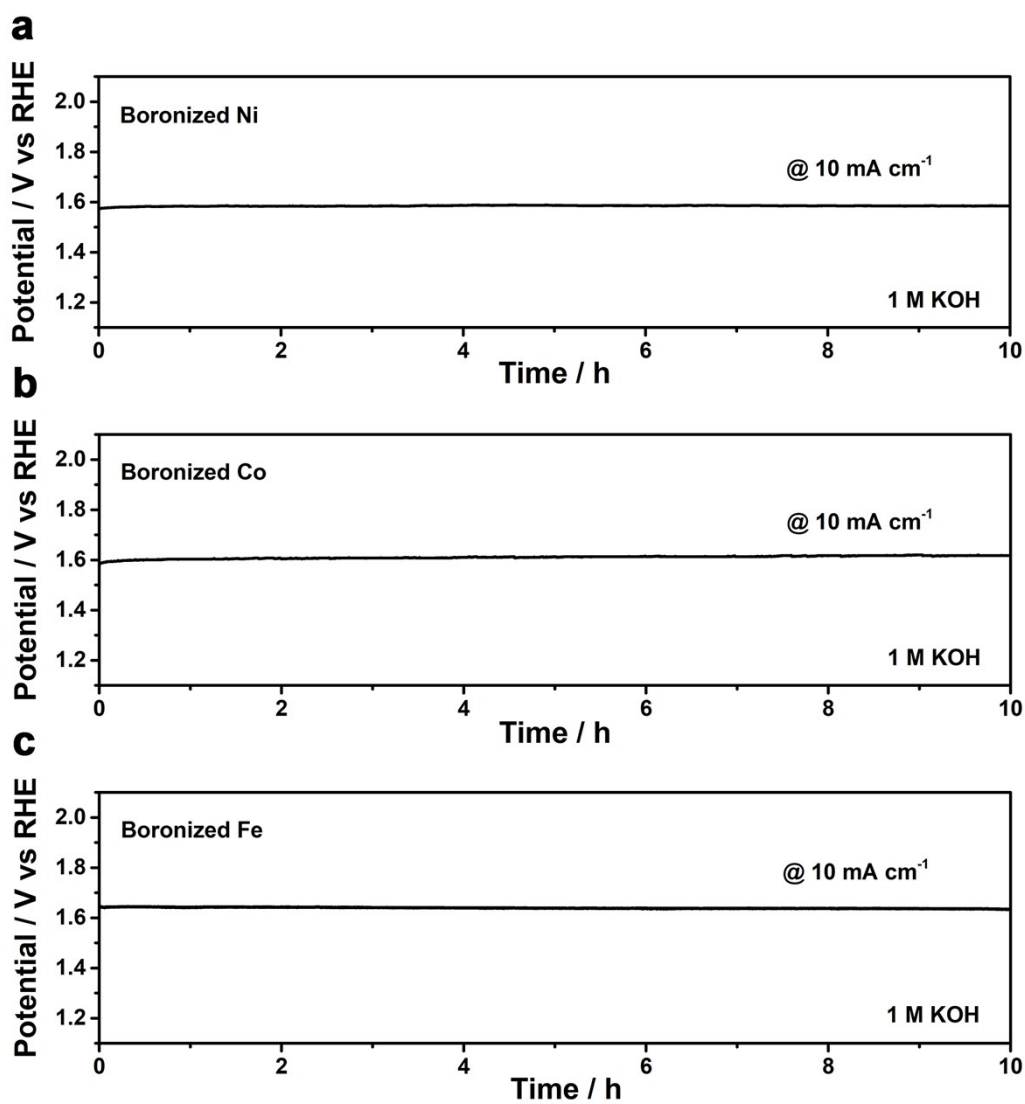 a
Potential / V vs RHE
2.0
1.8
1.6
1.4
1.2
Boronized Ni
@ 10 mA cm⁻¹
1 M KOH
0 2 4 6 8 10
Time / h
b
Potential / V vs RHE
2.0
1.8
1.6
1.4
1.2
Boronized Co
@ 10 mA cm⁻¹
1 M KOH
0 2 4 6 8 10
Time / h
c
Potential / V vs RHE
2.0
1.8
1.6
1.4
1.2
Boronized Fe
@ 10 mA cm⁻¹
1 M KOH
0 2 4 6 8 10
Time / h